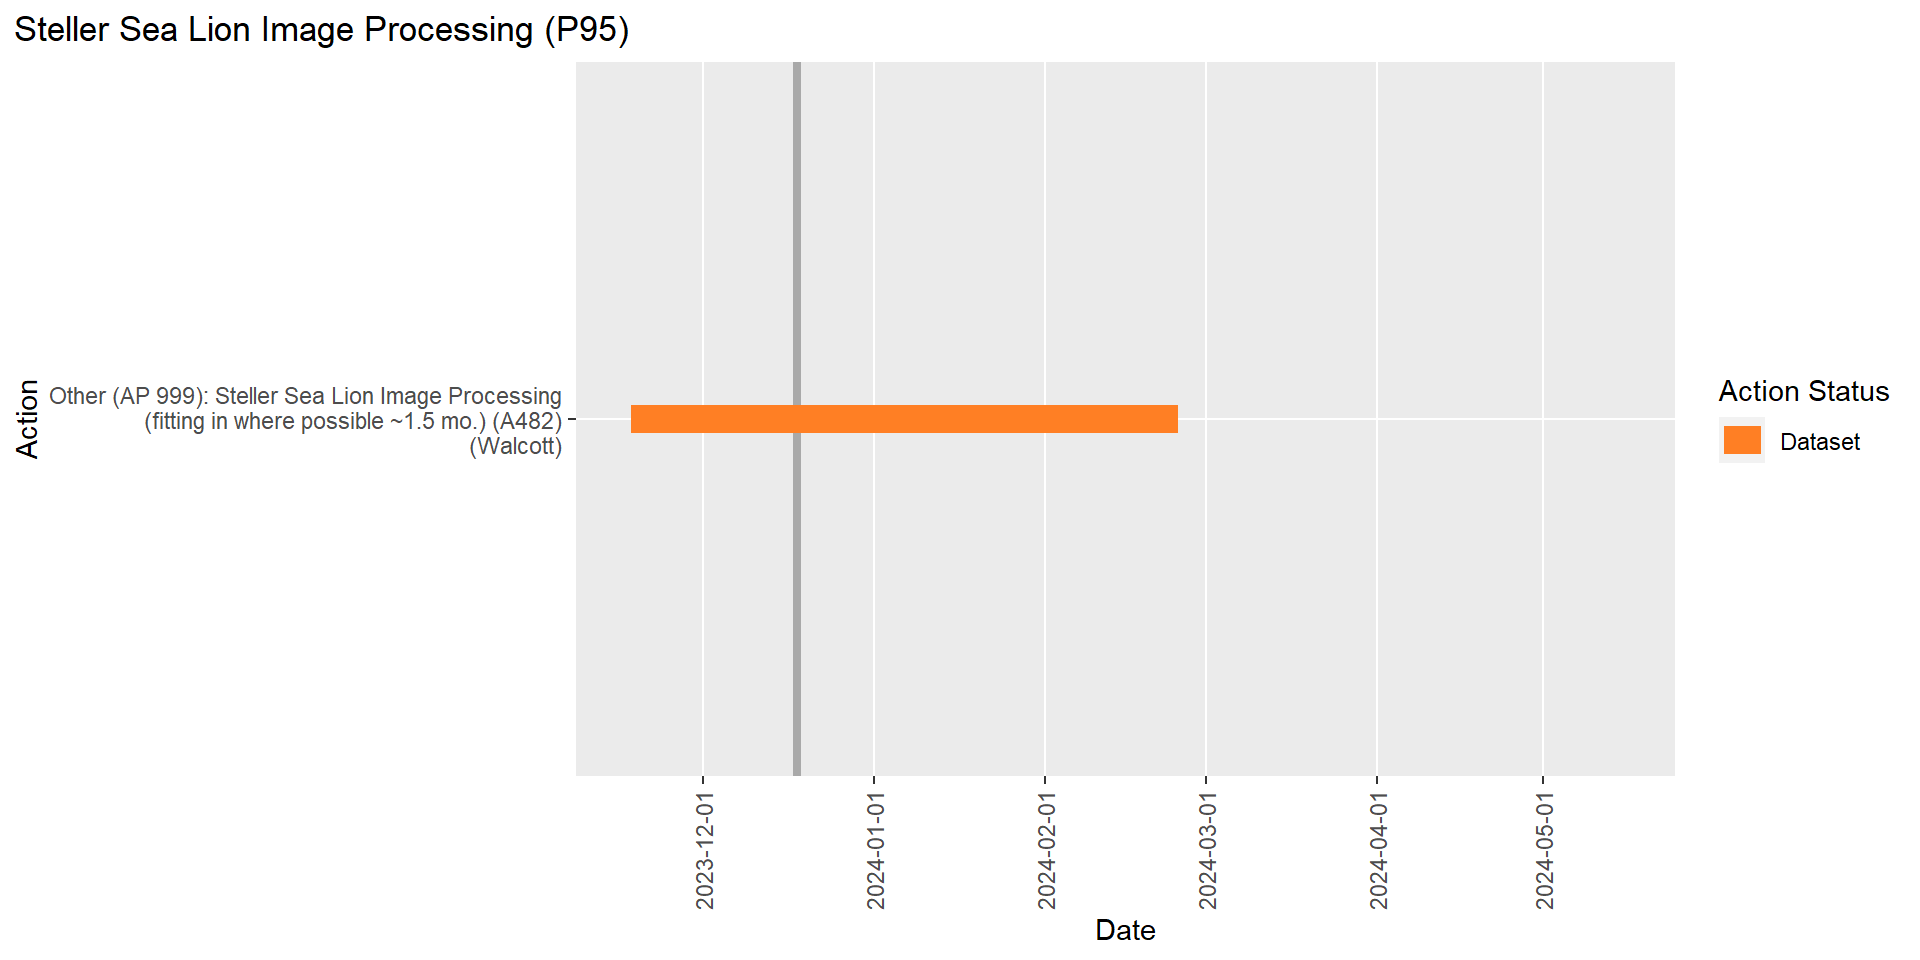 Steller Sea Lion Image Processing (P95)
Action
Other (AP 999): Steller Sea Lion Image Processing
(fitting in where possible ~1.5 mo.) (A482)
(Walcott)
Action Status
Dataset
2023-12-01
2024-01-01
2024-02-01
2024-03-01
2024-04-01
2024-05-01
Date